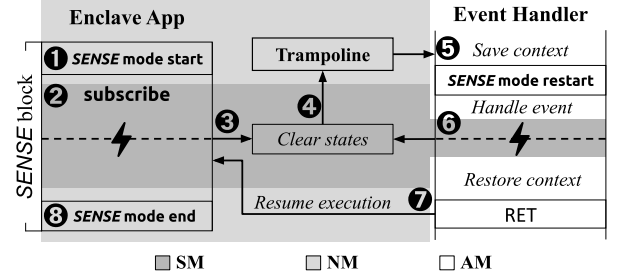 Enclave App
Event Handler
SENSE block
1 SENSE mode start
2 subscribe
3
4
Trampoline
Clear states
5 Save context
SENSE mode restart
Handle event
6
Restore context
7
RET
Resume execution
8 SENSE mode end
SM NM AM